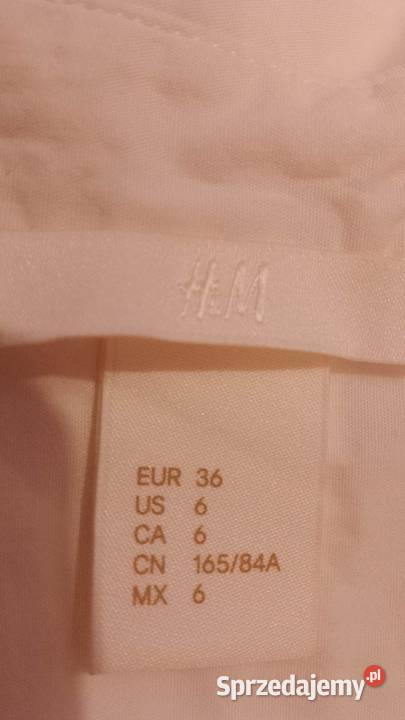 H&M
EUR 36
US 6
CA 6
CN 165/84A
MX 6
Sprzedajemy.pl